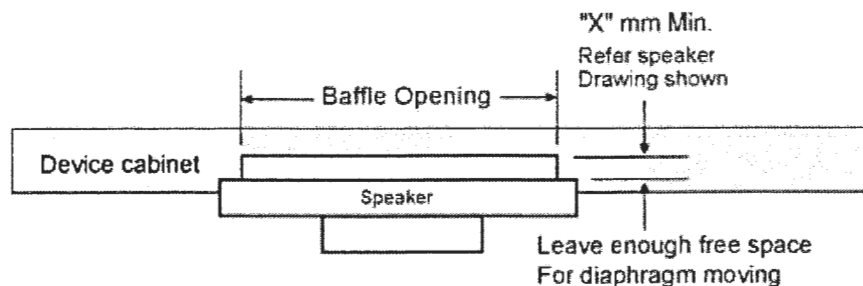 "X" mm Min.
Refer speaker
Drawing shown
Baffle Opening
Device cabinet
Speaker
Leave enough free space
For diaphragm moving